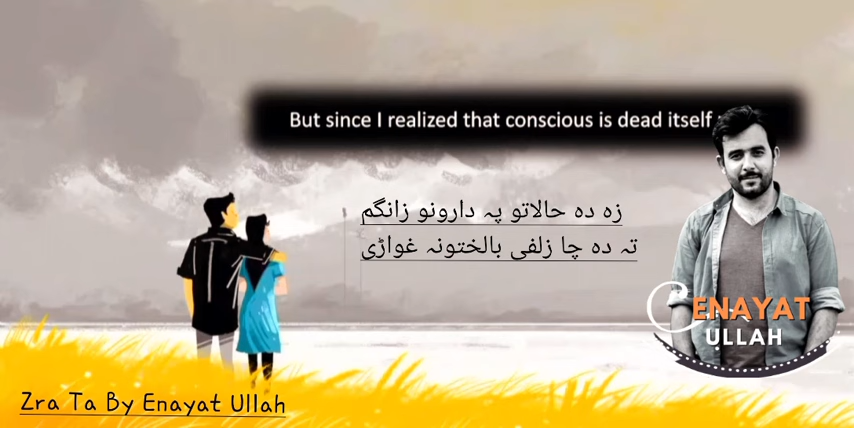 But since I realized that conscious is dead itself
زه ده حالاتو په دارونو زانگم
ته ده چا زلفی بالختونه غواړی
ENAYAT
ULLAH
Zra Ta By Enayat Ullah